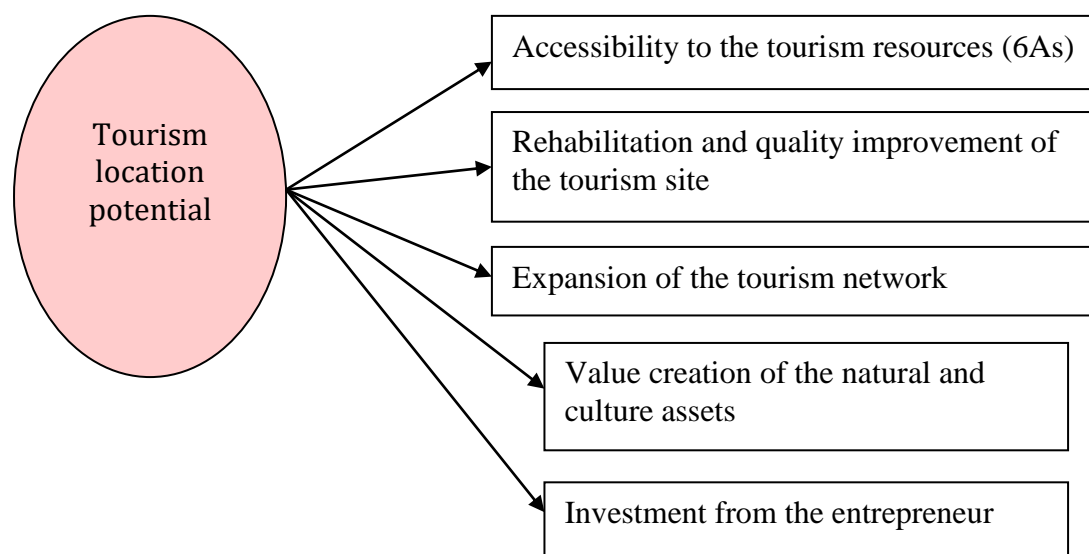 Tourism
location
potential
Accessibility to the tourism resources (6As)
Rehabilitation and quality improvement of
the tourism site
Expansion of the tourism network
Value creation of the natural and
culture assets
Investment from the entrepreneur